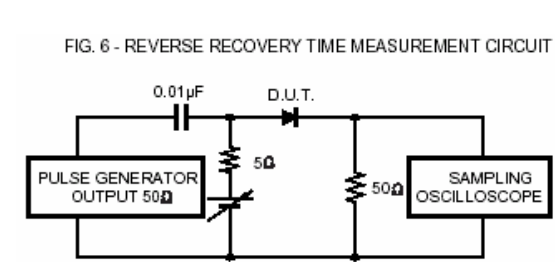 FIG. 6 - REVERSE RECOVERY TIME MEASUREMENT CIRCUIT
0.01µF
D.U.T.
5Ω
PULSE GENERATOR
OUTPUT 50Ω
50Ω
SAMPLING
OSCILLOSCOPE